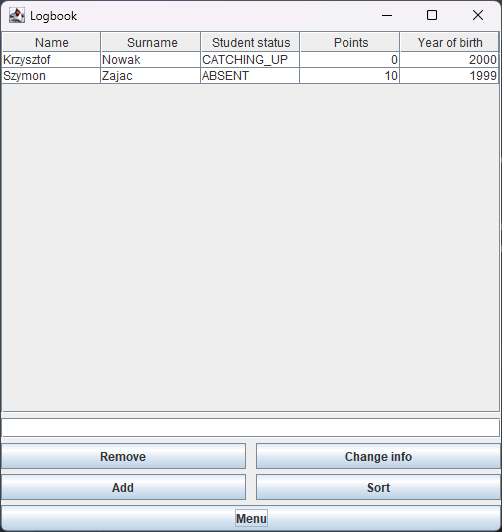 Logbook
Name Surname Student status Points Year of birth
Krzysztof Nowak CATCHING_UP 0 2000
Szymon Zajac ABSENT 10 1999
Remove Change info
Add Sort
Menu